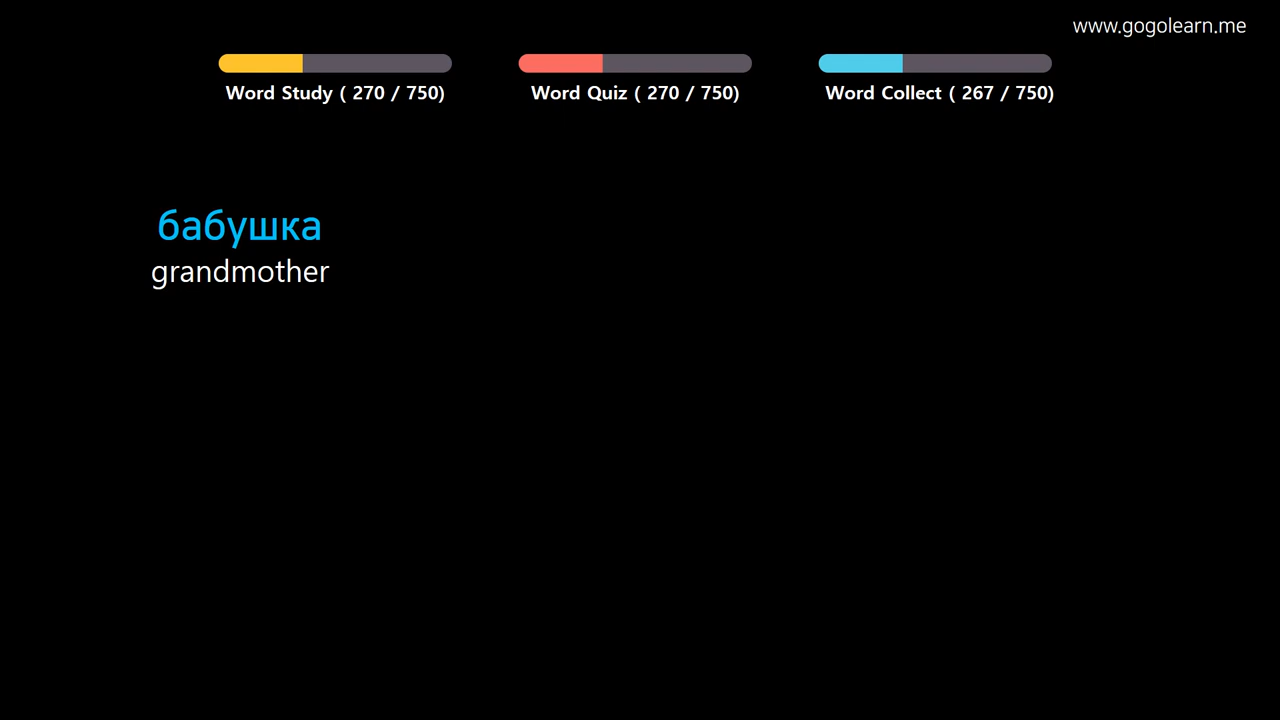 www.gogolearn.me
Word Study ( 270 / 750)
Word Quiz ( 270 / 750)
Word Collect ( 267 / 750)
бабушка
grandmother